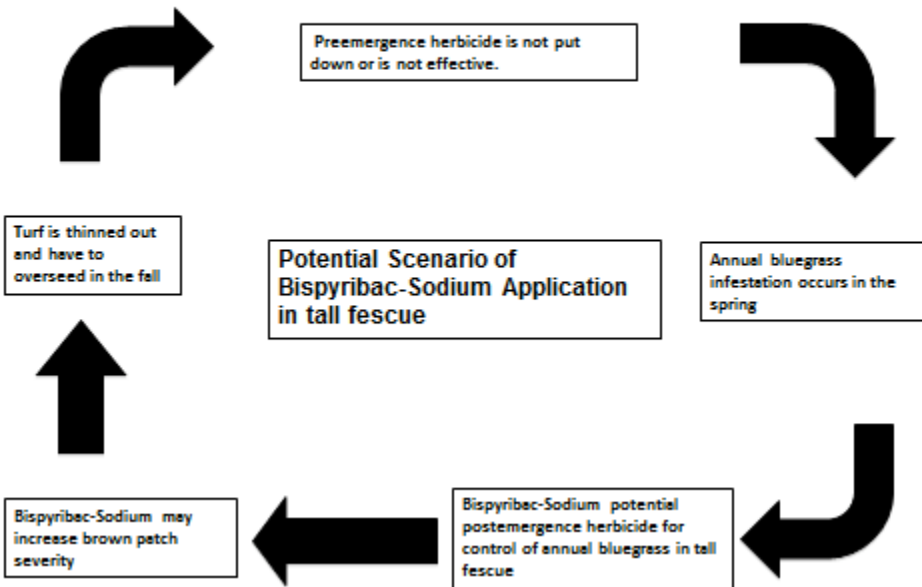 Preemergence herbicide is not put
down or is not effective.
Turf is thinned out
and have to
overseed in the fall
Potential Scenario of
Bispyribac-Sodium Application
in tall fescue
Annual bluegrass
infestation occurs in the
spring
Bispyribac-Sodium may
increase brown patch
severity
Bispyribac-Sodium potential
postemergence herbicide for
control of annual bluegrass in tall
fescue